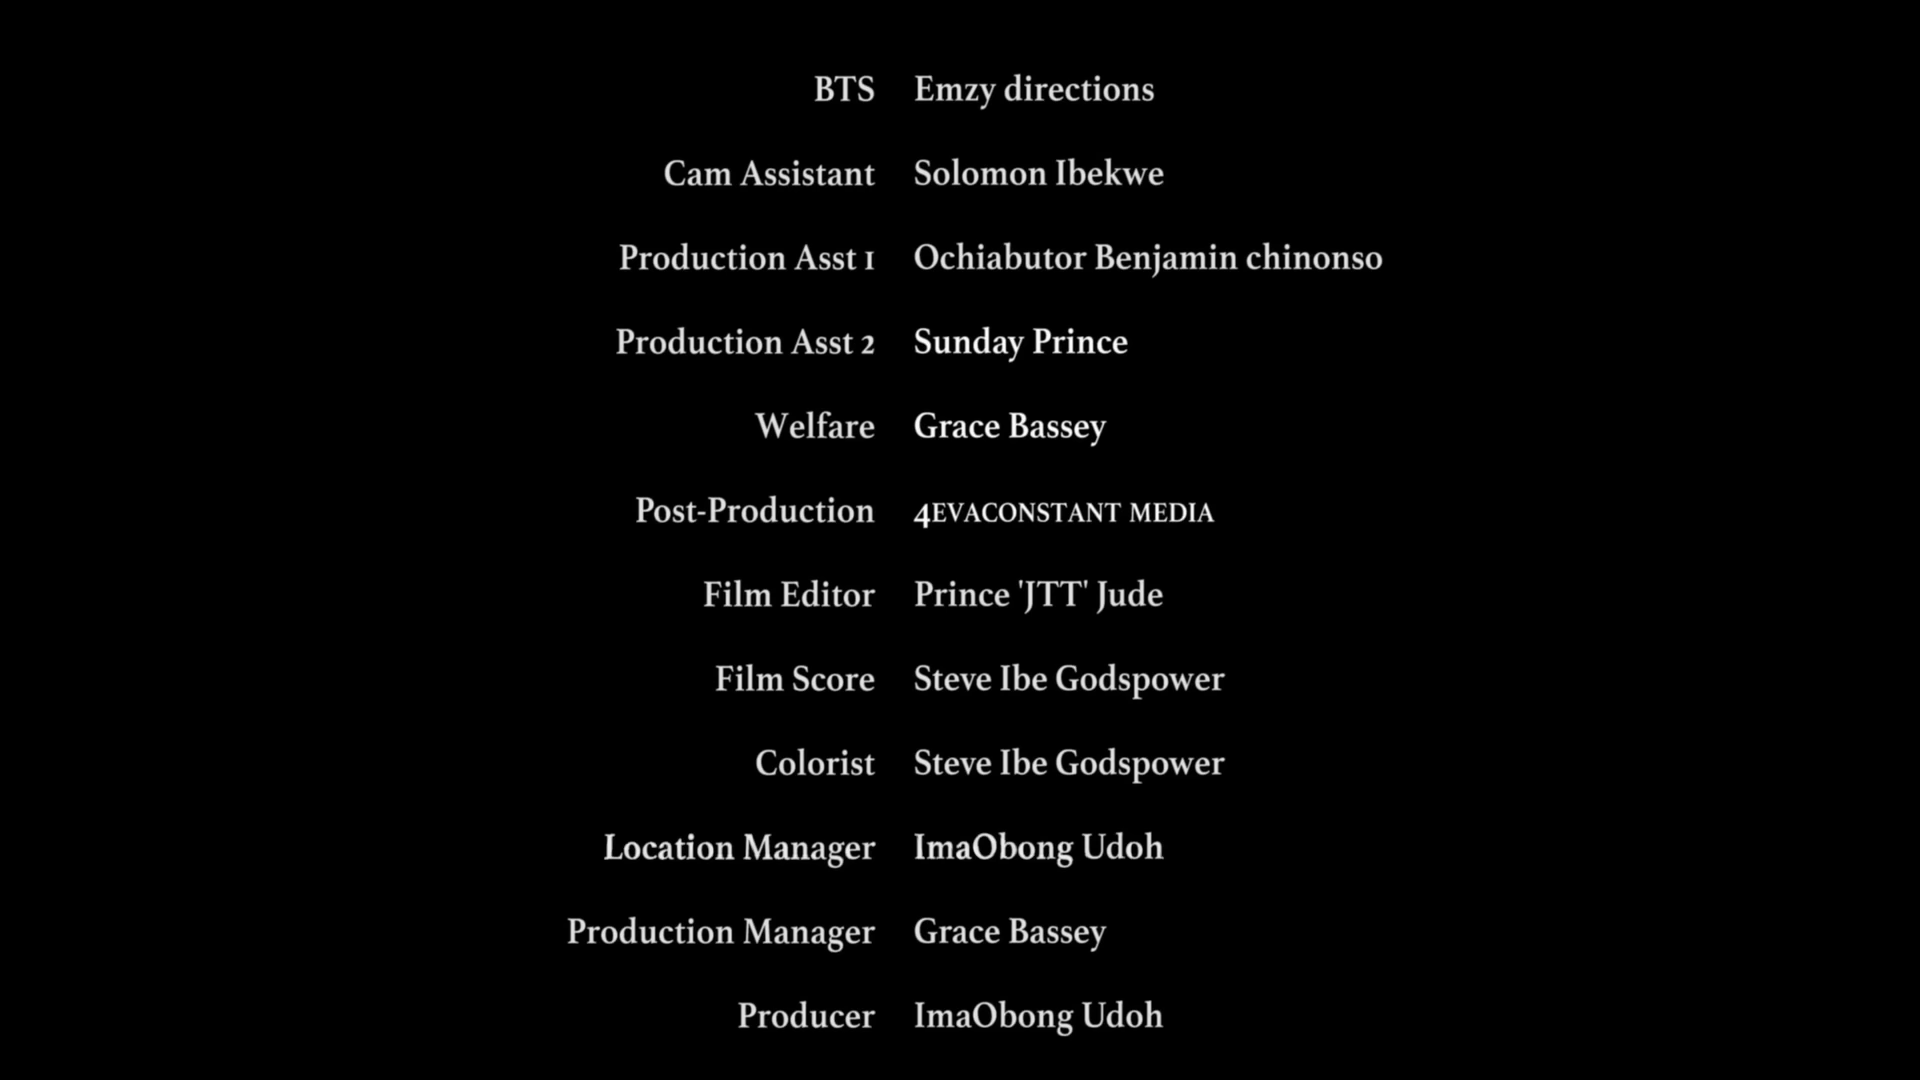 BTS Emzy directions
Cam Assistant Solomon Ibekwe
Production Asst 1 Ochiabutor Benjamin chinonso
Production Asst 2 Sunday Prince
Welfare Grace Bassey
Post-Production 4EVACONSTANT MEDIA
Film Editor Prince 'JTT' Jude
Film Score Steve Ibe Godspower
Colorist Steve Ibe Godspower
Location Manager ImaObong Udoh
Production Manager Grace Bassey
Producer ImaObong Udoh